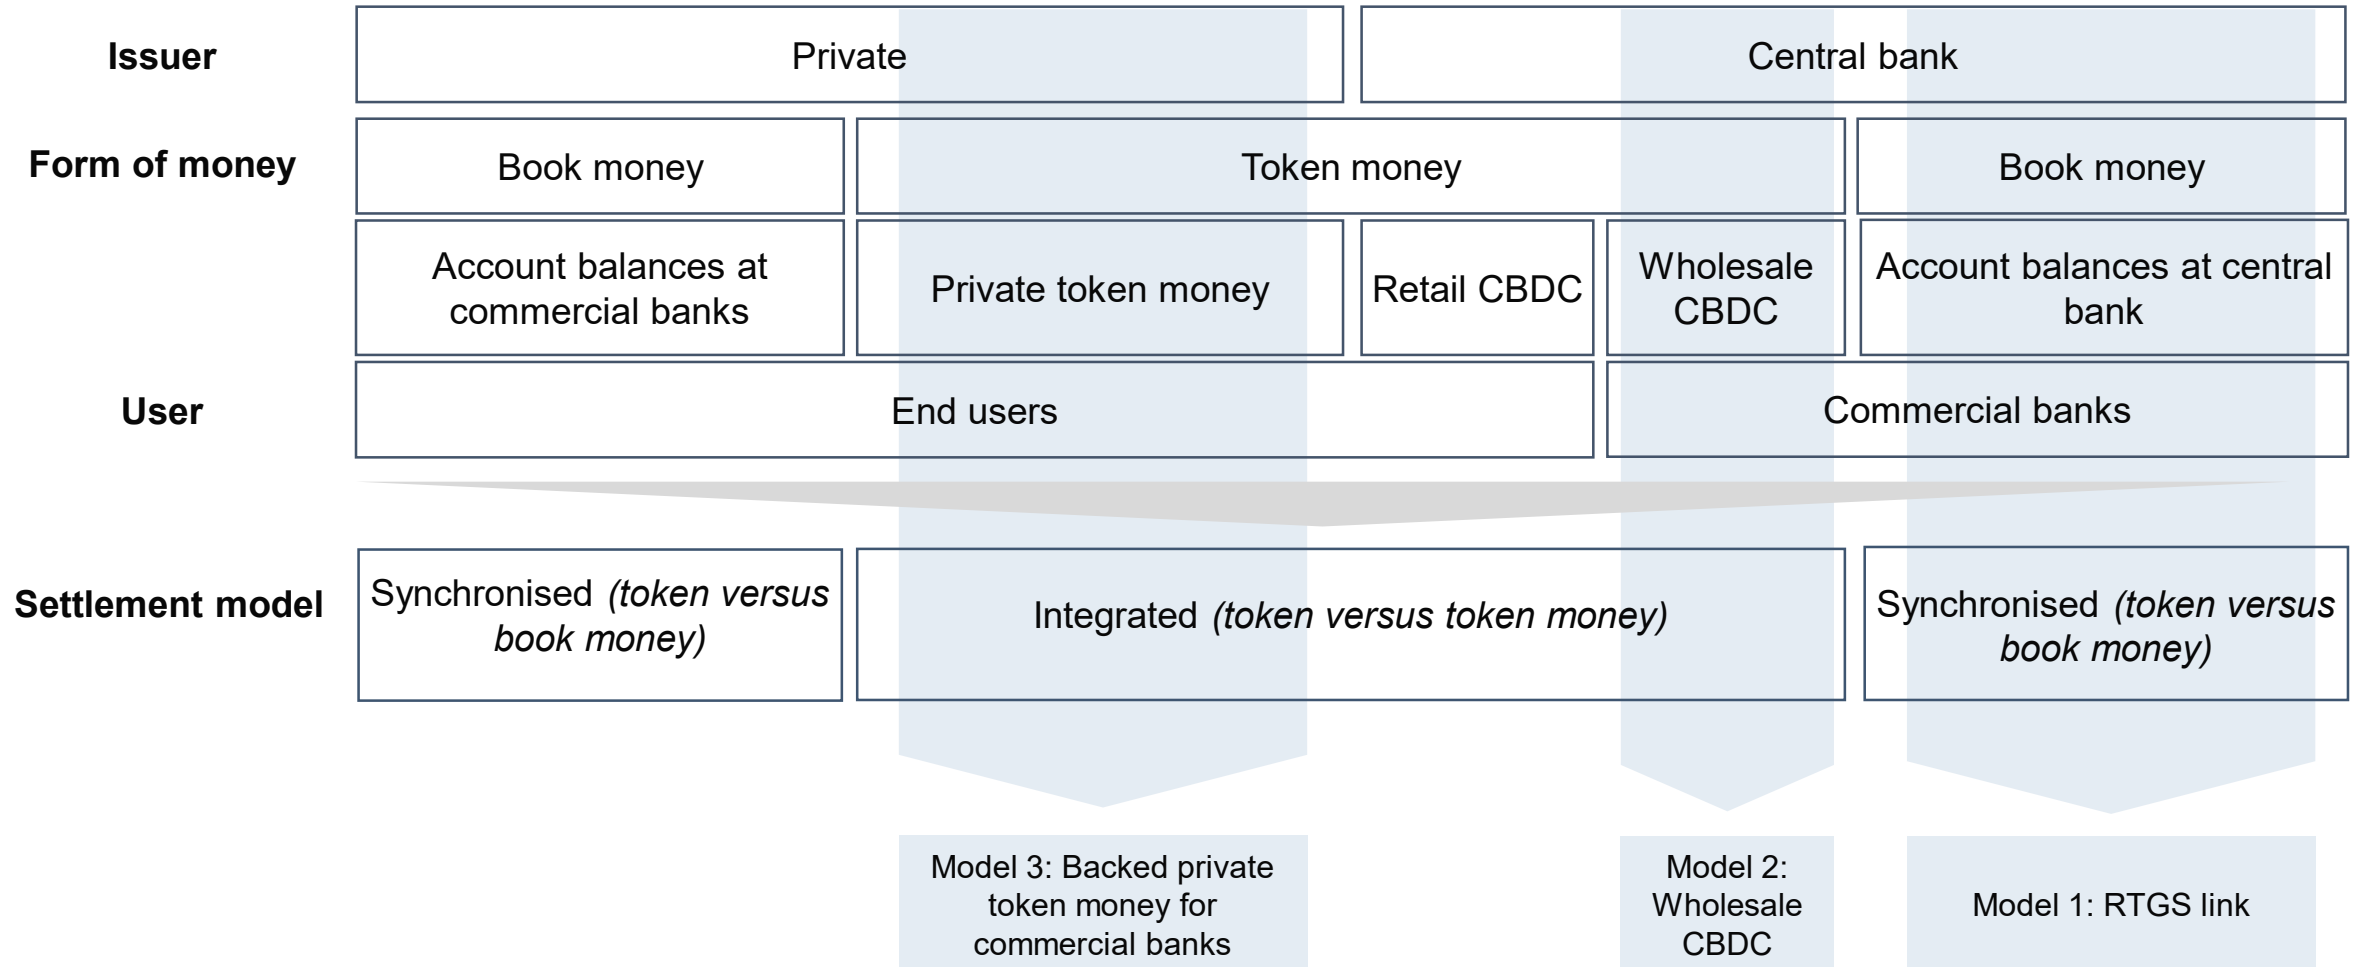 Issuer
Private
Central bank
Form of money
Book money
Token money
Book money
Account balances at
commercial banks
Private token money
Retail CBDC
Wholesale
CBDC
Account balances at central
bank
User
End users
Commercial banks
Settlement model
Synchronised (token versus
book money)
Integrated (token versus token money)
Synchronised (token versus
book money)
Model 3: Backed private
token money for
commercial banks
Model 2:
Wholesale
CBDC
Model 1: RTGS link